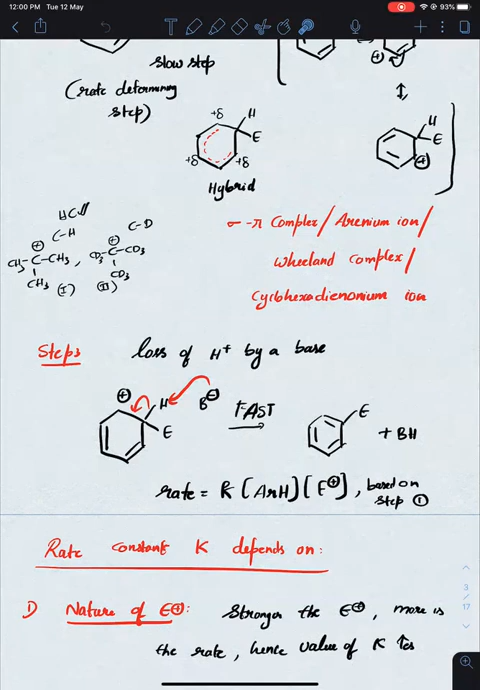 12:00 PM Tue 12 May
93%
slow step
(rate determining
step)
+δ
H
E
+δ
+δ
Hybrid
⊕
H
E
⊕
HC
C-H
⊕
CH₃-C-CH₃,
CH₃ (I)
C-D
⊕
CD₃-C-CD₃
CD₃
(II)
σ-π Complex/Arenium ion/
Wheeland Complex/
Cyclohexadienonium ion
Steps
loss of H+ by a base
⊕
H
E
B⊖
FAST
E
+ BH
rate = K [ArH][E⊕], based on
step ①
Rate constant K depends on:
1) Nature of E⊕: Stronger the E⊕, more is
the rate, hence value of K ↑es
3
/
17